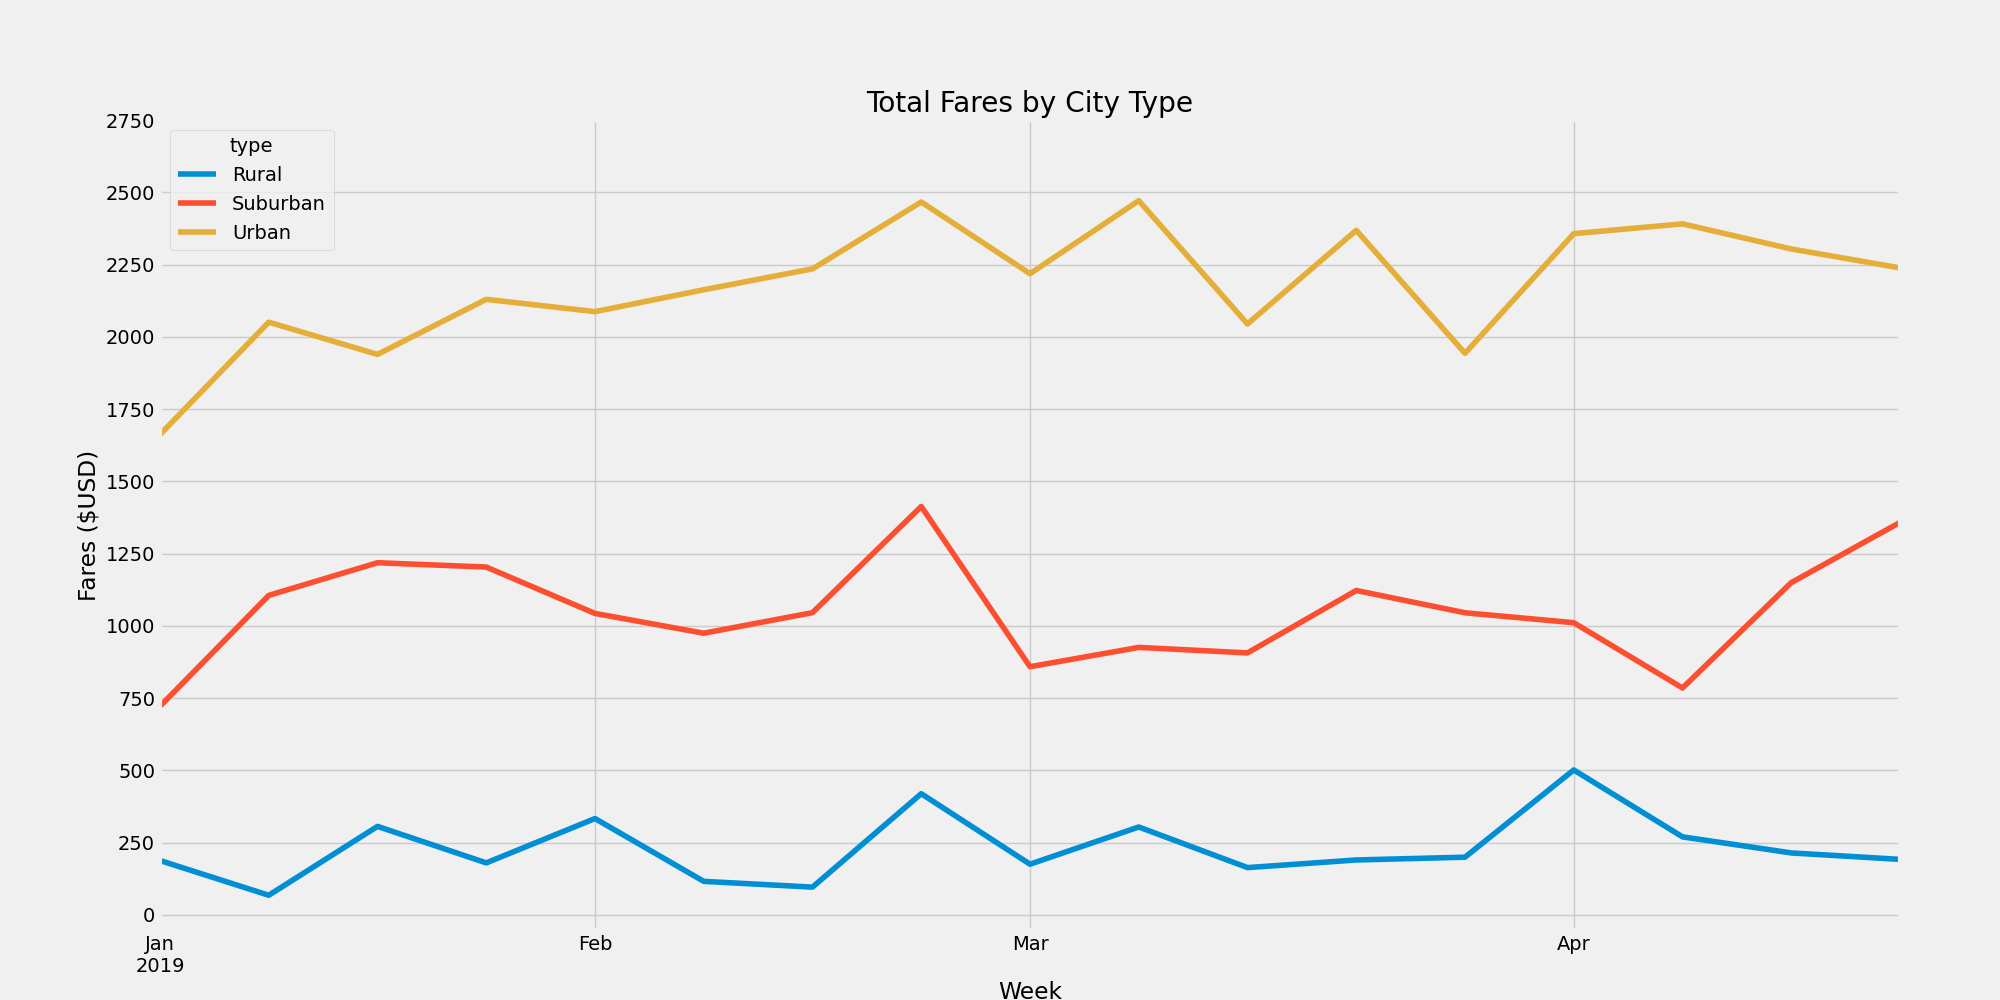 Total Fares by City Type
type
Rural
Suburban
Urban
Fares ($USD)
2750
2500
2250
2000
1750
1500
1250
1000
750
500
250
0
Jan Feb Mar Apr
2019
Week